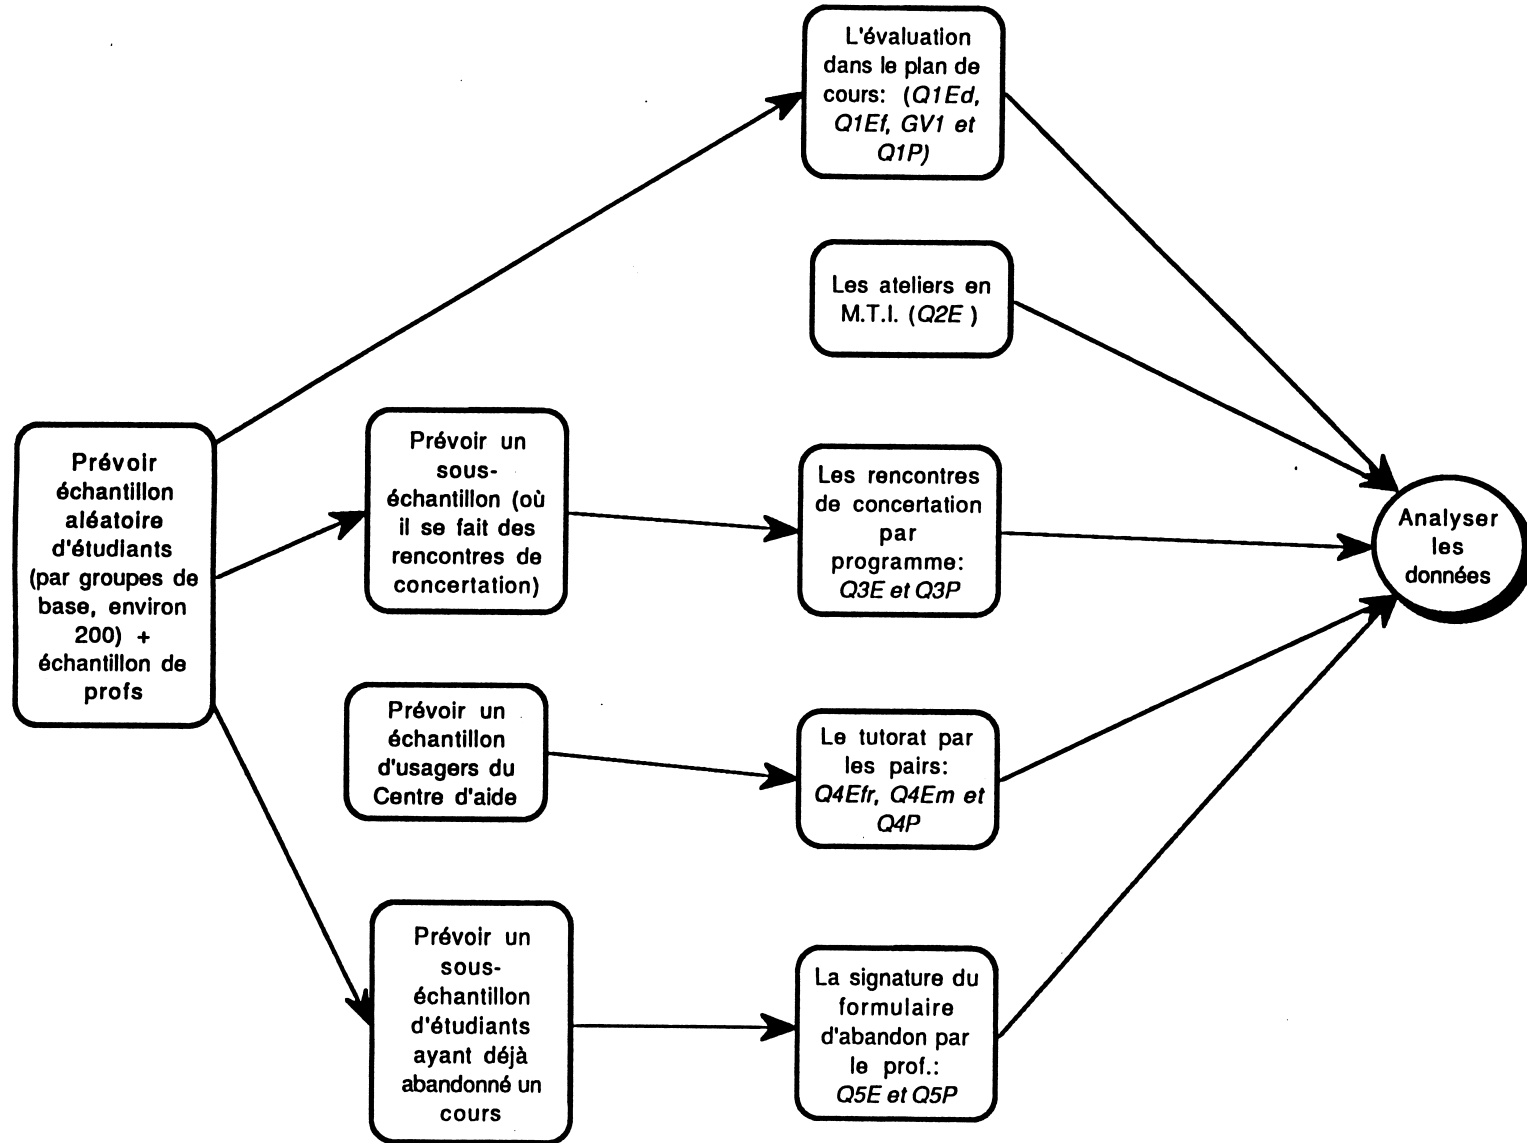 L'évaluation
dans le plan de
cours: (Q1Ed,
Q1Ef, GV1 et
Q1P)
Les ateliers en
M.T.I. (Q2E )
Prévoir
échantillon
aléatoire
d'étudiants
(par groupes de
base, environ
200) +
échantillon de
profs
Prévoir un
sous-
échantillon (où
il se fait des
rencontres de
concertation)
Les rencontres
de concertation
par
programme:
Q3E et Q3P
Analyser
les
données
Prévoir un
échantillon
d'usagers du
Centre d'aide
Le tutorat par
les pairs:
Q4Efr, Q4Em et
Q4P
Prévoir un
sous-
échantillon
d'étudiants
ayant déjà
abandonné un
cours
La signature du
formulaire
d'abandon par
le prof.:
Q5E et Q5P